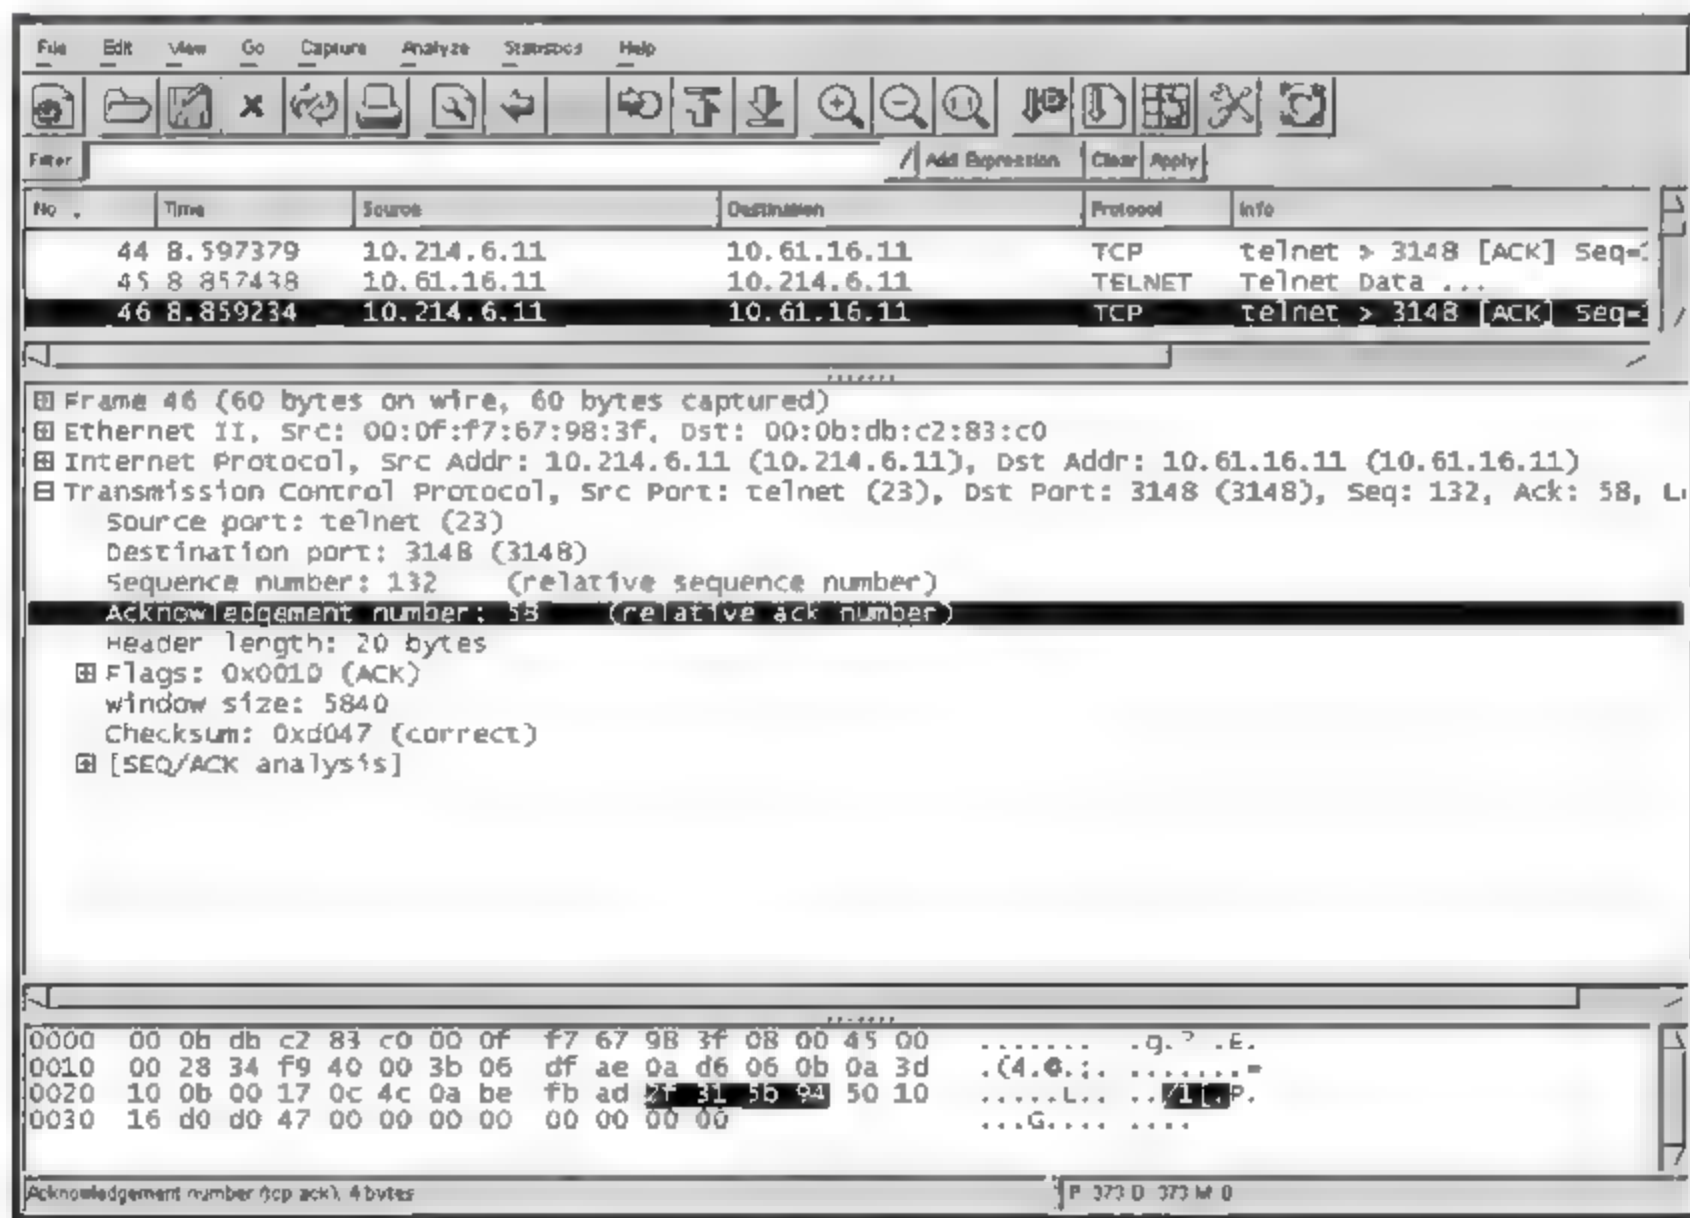 File Edit View Go Capture Analyze Statistics Help
Filter Add Expression Clear Apply
No . Time Source Destination Protocol Info
44 8.597379 10.214.6.11 10.61.16.11 TCP telnet > 3148 [ACK] Seq=1
45 8 857438 10.61.16.11 10.214.6.11 TELNET Telnet Data ...
46 8.859234 10.214.6.11 10.61.16.11 TCP telnet > 3148 [ACK] Seq=1
Frame 46 (60 bytes on wire, 60 bytes captured)
Ethernet II, Src: 00:0f:f7:67:98:3f, Dst: 00:0b:db:c2:83:c0
Internet Protocol, Src Addr: 10.214.6.11 (10.214.6.11), Dst Addr: 10.61.16.11 (10.61.16.11)
Transmission Control Protocol, Src Port: telnet (23), Dst Port: 3148 (3148), Seq: 132, Ack: 58,
Source port: telnet (23)
Destination port: 3148 (3148)
Sequence number: 132 (relative sequence number)
Acknowledgement number: 58 (relative ack number)
Header length: 20 bytes
Flags: 0x0010 (ACK)
window size: 5840
Checksum: 0xd047 (correct)
[SEQ/ACK analysis]
0000 00 0b db c2 83 c0 00 0f f7 67 98 3f 08 00 45 00 ....... .g.? .E.
0010 00 28 34 f9 40 00 3b 06 df ae 0a d6 06 0b 0a 3d .(4.@.;. .......=
0020 10 0b 00 17 0c 4c 0a be fb ad 2f 31 5b 94 50 10 .....L.. ../1[.P.
0030 16 d0 d0 47 00 00 00 00 00 00 00 00 ...G.... ....
Acknowledgement number (tcp ack), 4 bytes P 373 D 373 M 0